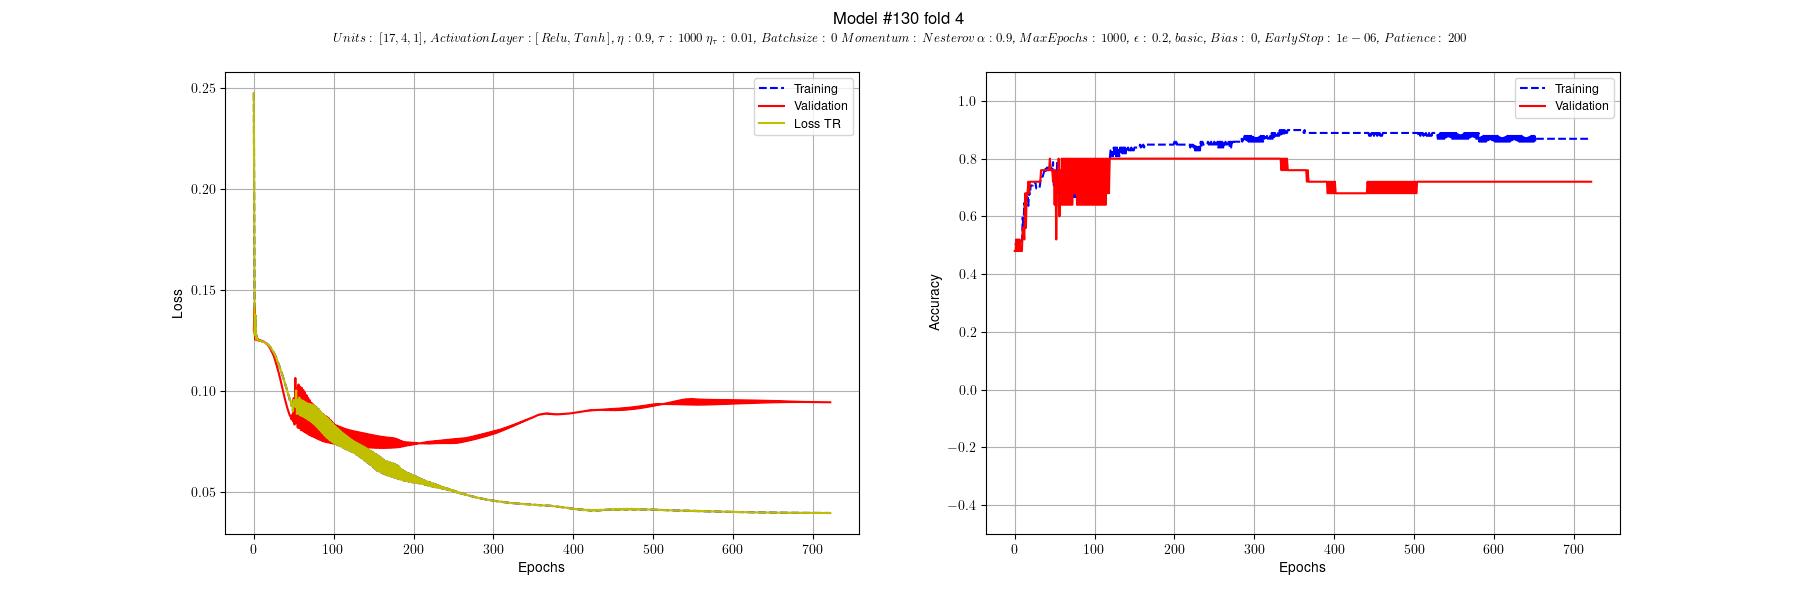 Model #130 fold 4
Units : [17, 4, 1], ActivationLayer : [Relu, Tanh], η : 0.9, τ : 1000 ητ : 0.01, Batchsize : 0 Momentum : Nesterov α : 0.9, MaxEpochs : 1000, ϵ : 0.2, basic, Bias : 0, EarlyStop : 1e − 06, Patience : 200
0.25
0.20
0.15
0.10
0.05
Loss
0 100 200 300 400 500 600 700
Epochs
Training
Validation
Loss TR
1.0
0.8
0.6
0.4
0.2
0.0
−0.2
−0.4
Accuracy
0 100 200 300 400 500 600 700
Epochs
Training
Validation